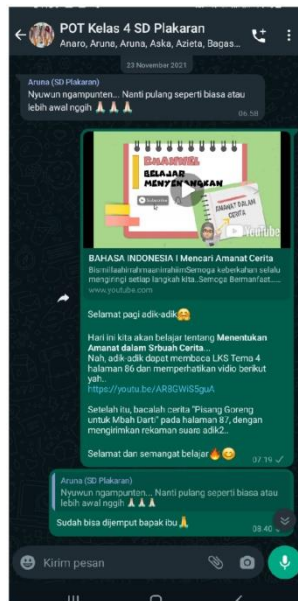 POT Kelas 4 SD Plakaran
Anaro, Arune, Aruna, Aska, Azieta, Bagas...
23 November 2021
Aruna (SD Plakaran)
Nyuwun ngampunten... Nanti pulang seperti biasa atau
lebih awal nggih 🙏🙏🙏
06.58
CHANNEL
BELAJAR
MENYENANGKAN
Subscribe
AMANAT DALAM
CERITA
YouTube
BAHASA INDONESIA I Mencari Amanat Cerita
BismillaahirrahmaanirrahiimSemoga keberkahan selalu
mengiringi setiap langkah kita..Semoga Bermanfaat....
www.youtube.com
Selamat pagi adik-adik🤗
Hari ini kita akan belajar tentang Menentukan
Amanat dalam Srbuah Cerita...
Nah, adik-adik dapat membaca LKS Tema 4
halaman 86 dan memperhatikan vidio berikut
yah..
https://youtu.be/AR8GWiS5guA
Setelah itu, bacalah cerita "Pisang Goreng
untuk Mbah Darti" pada halaman 87, dengan
mengirimkan rekaman suara adik2..
Selamat dan semangat belajar🔥😊
07.19
Aruna (SD Plakaran)
Nyuwun ngampunten... Nanti pulang seperti biasa atau
lebih awal nggih 🙏🙏🙏
Sudah bisa dijemput bapak ibu🙏
08.40
Kirim pesan